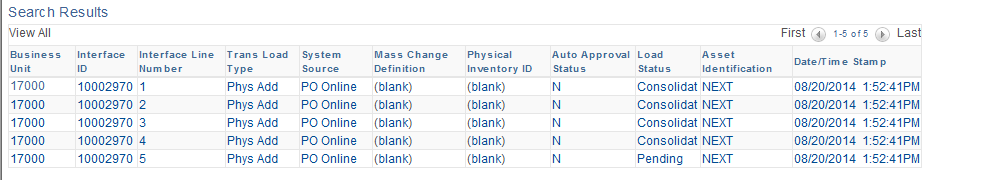 Search Results
View All First 1-5 of 5 Last
Business Unit Interface ID Interface Line Number Trans Load Type System Source Mass Change Definition Physical Inventory ID Auto Approval Status Load Status Asset Identification Date/Time Stamp
17000 10002970 1 Phys Add PO Online (blank) (blank) N Consolidat NEXT 08/20/2014 1:52:41PM
17000 10002970 2 Phys Add PO Online (blank) (blank) N Consolidat NEXT 08/20/2014 1:52:41PM
17000 10002970 3 Phys Add PO Online (blank) (blank) N Consolidat NEXT 08/20/2014 1:52:41PM
17000 10002970 4 Phys Add PO Online (blank) (blank) N Consolidat NEXT 08/20/2014 1:52:41PM
17000 10002970 5 Phys Add PO Online (blank) (blank) N Pending NEXT 08/20/2014 1:52:41PM